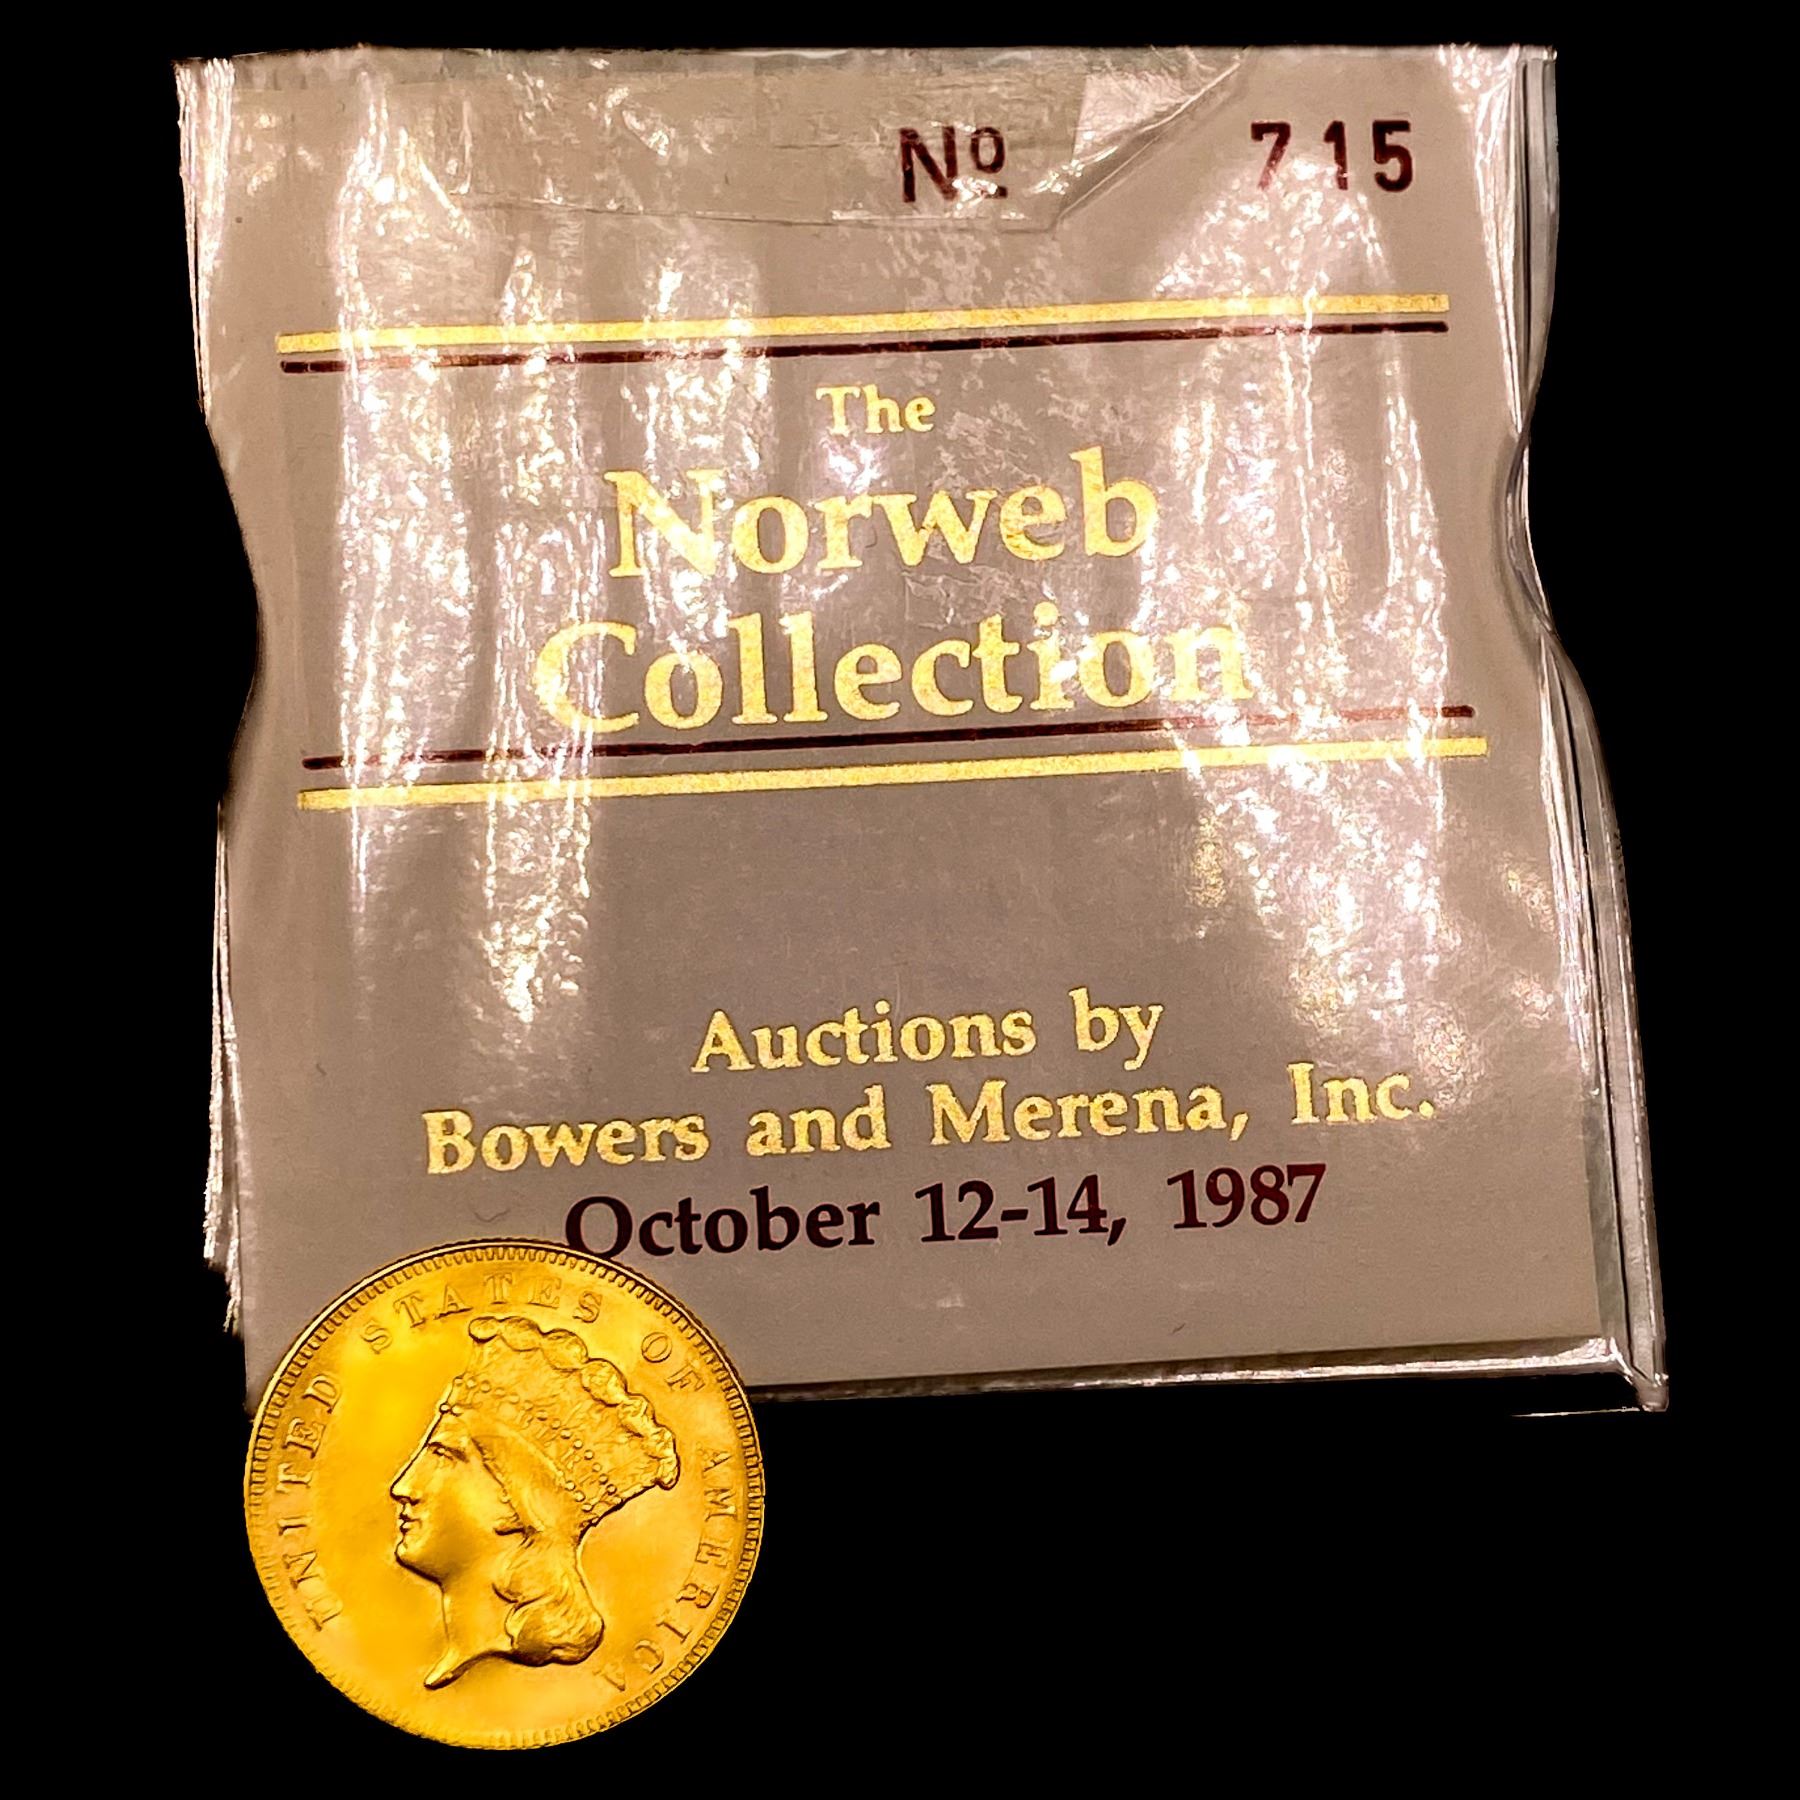 Nº 715
The
Norweb
Collection
Auctions by
Bowers and Merena, Inc.
October 12-14, 1987
UNITED STATES OF AMERICA